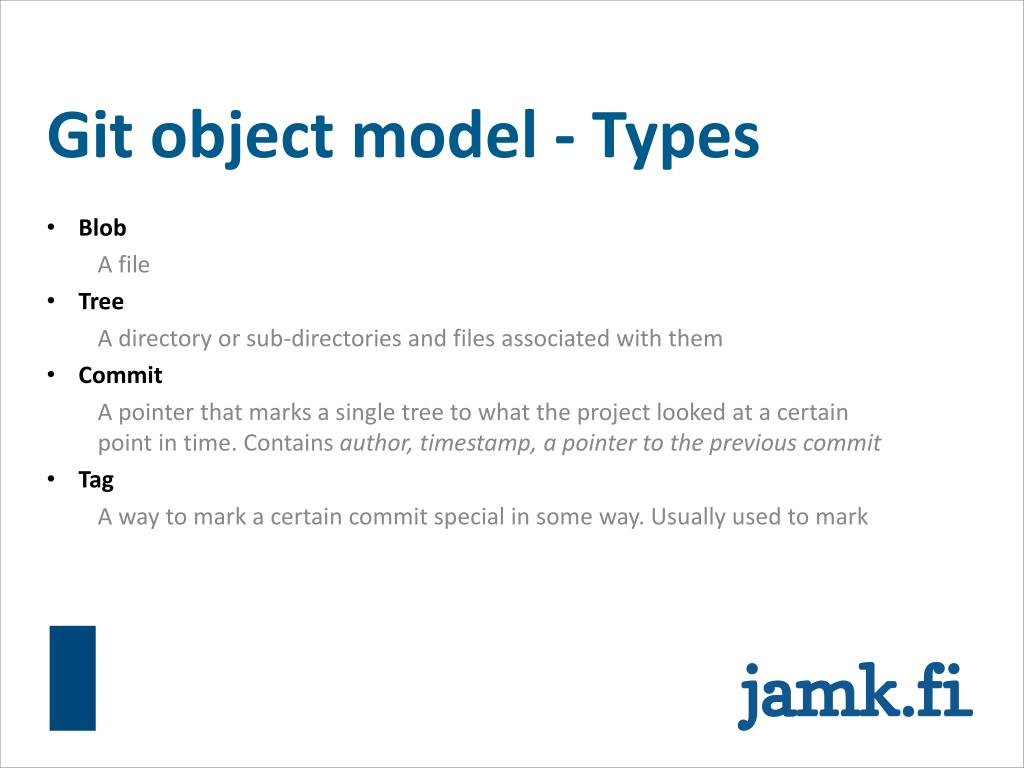 Git object model - Types
• Blob
A file
• Tree
A directory or sub-directories and files associated with them
• Commit
A pointer that marks a single tree to what the project looked at a certain
point in time. Contains author, timestamp, a pointer to the previous commit
• Tag
A way to mark a certain commit special in some way. Usually used to mark
jamk.fi